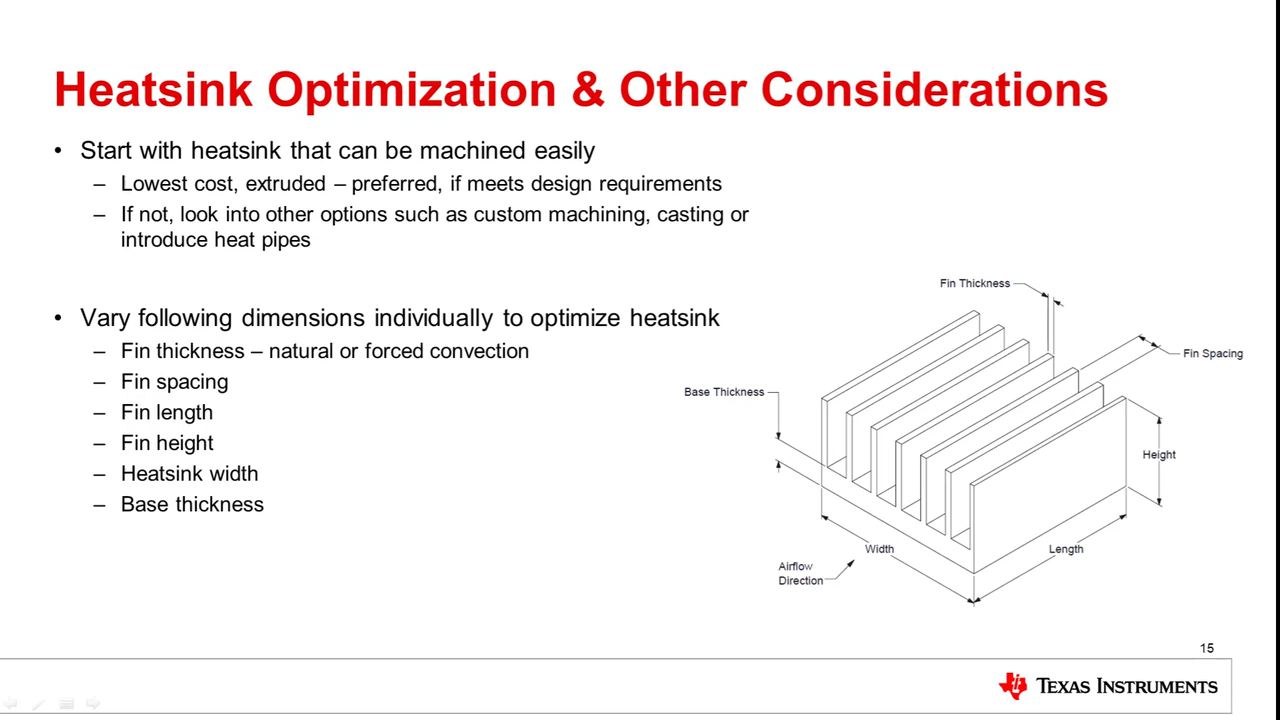 Heatsink Optimization & Other Considerations
• Start with heatsink that can be machined easily
– Lowest cost, extruded – preferred, if meets design requirements
– If not, look into other options such as custom machining, casting or
introduce heat pipes
• Vary following dimensions individually to optimize heatsink
– Fin thickness – natural or forced convection
– Fin spacing
– Fin length
– Fin height
– Heatsink width
– Base thickness
Fin Thickness
Fin Spacing
Base Thickness
Height
Width
Length
Airflow
Direction
15
TEXAS INSTRUMENTS